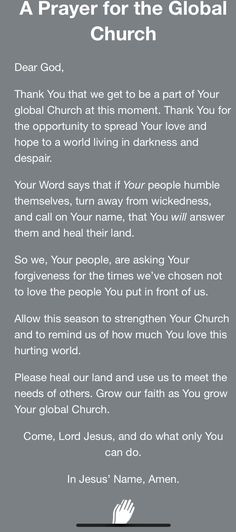 A Prayer for the Global
Church
Dear God,
Thank You that we get to be a part of Your
global Church at this moment. Thank You for
the opportunity to spread Your love and
hope to a world living in darkness and
despair.
Your Word says that if Your people humble
themselves, turn away from wickedness,
and call on Your name, that You will answer
them and heal their land.
So we, Your people, are asking Your
forgiveness for the times we've chosen not
to love the people You put in front of us.
Allow this season to strengthen Your Church
and to remind us of how much You love this
hurting world.
Please heal our land and use us to meet the
needs of others. Grow our faith as You grow
Your global Church.
Come, Lord Jesus, and do what only You
can do.
In Jesus' Name, Amen.